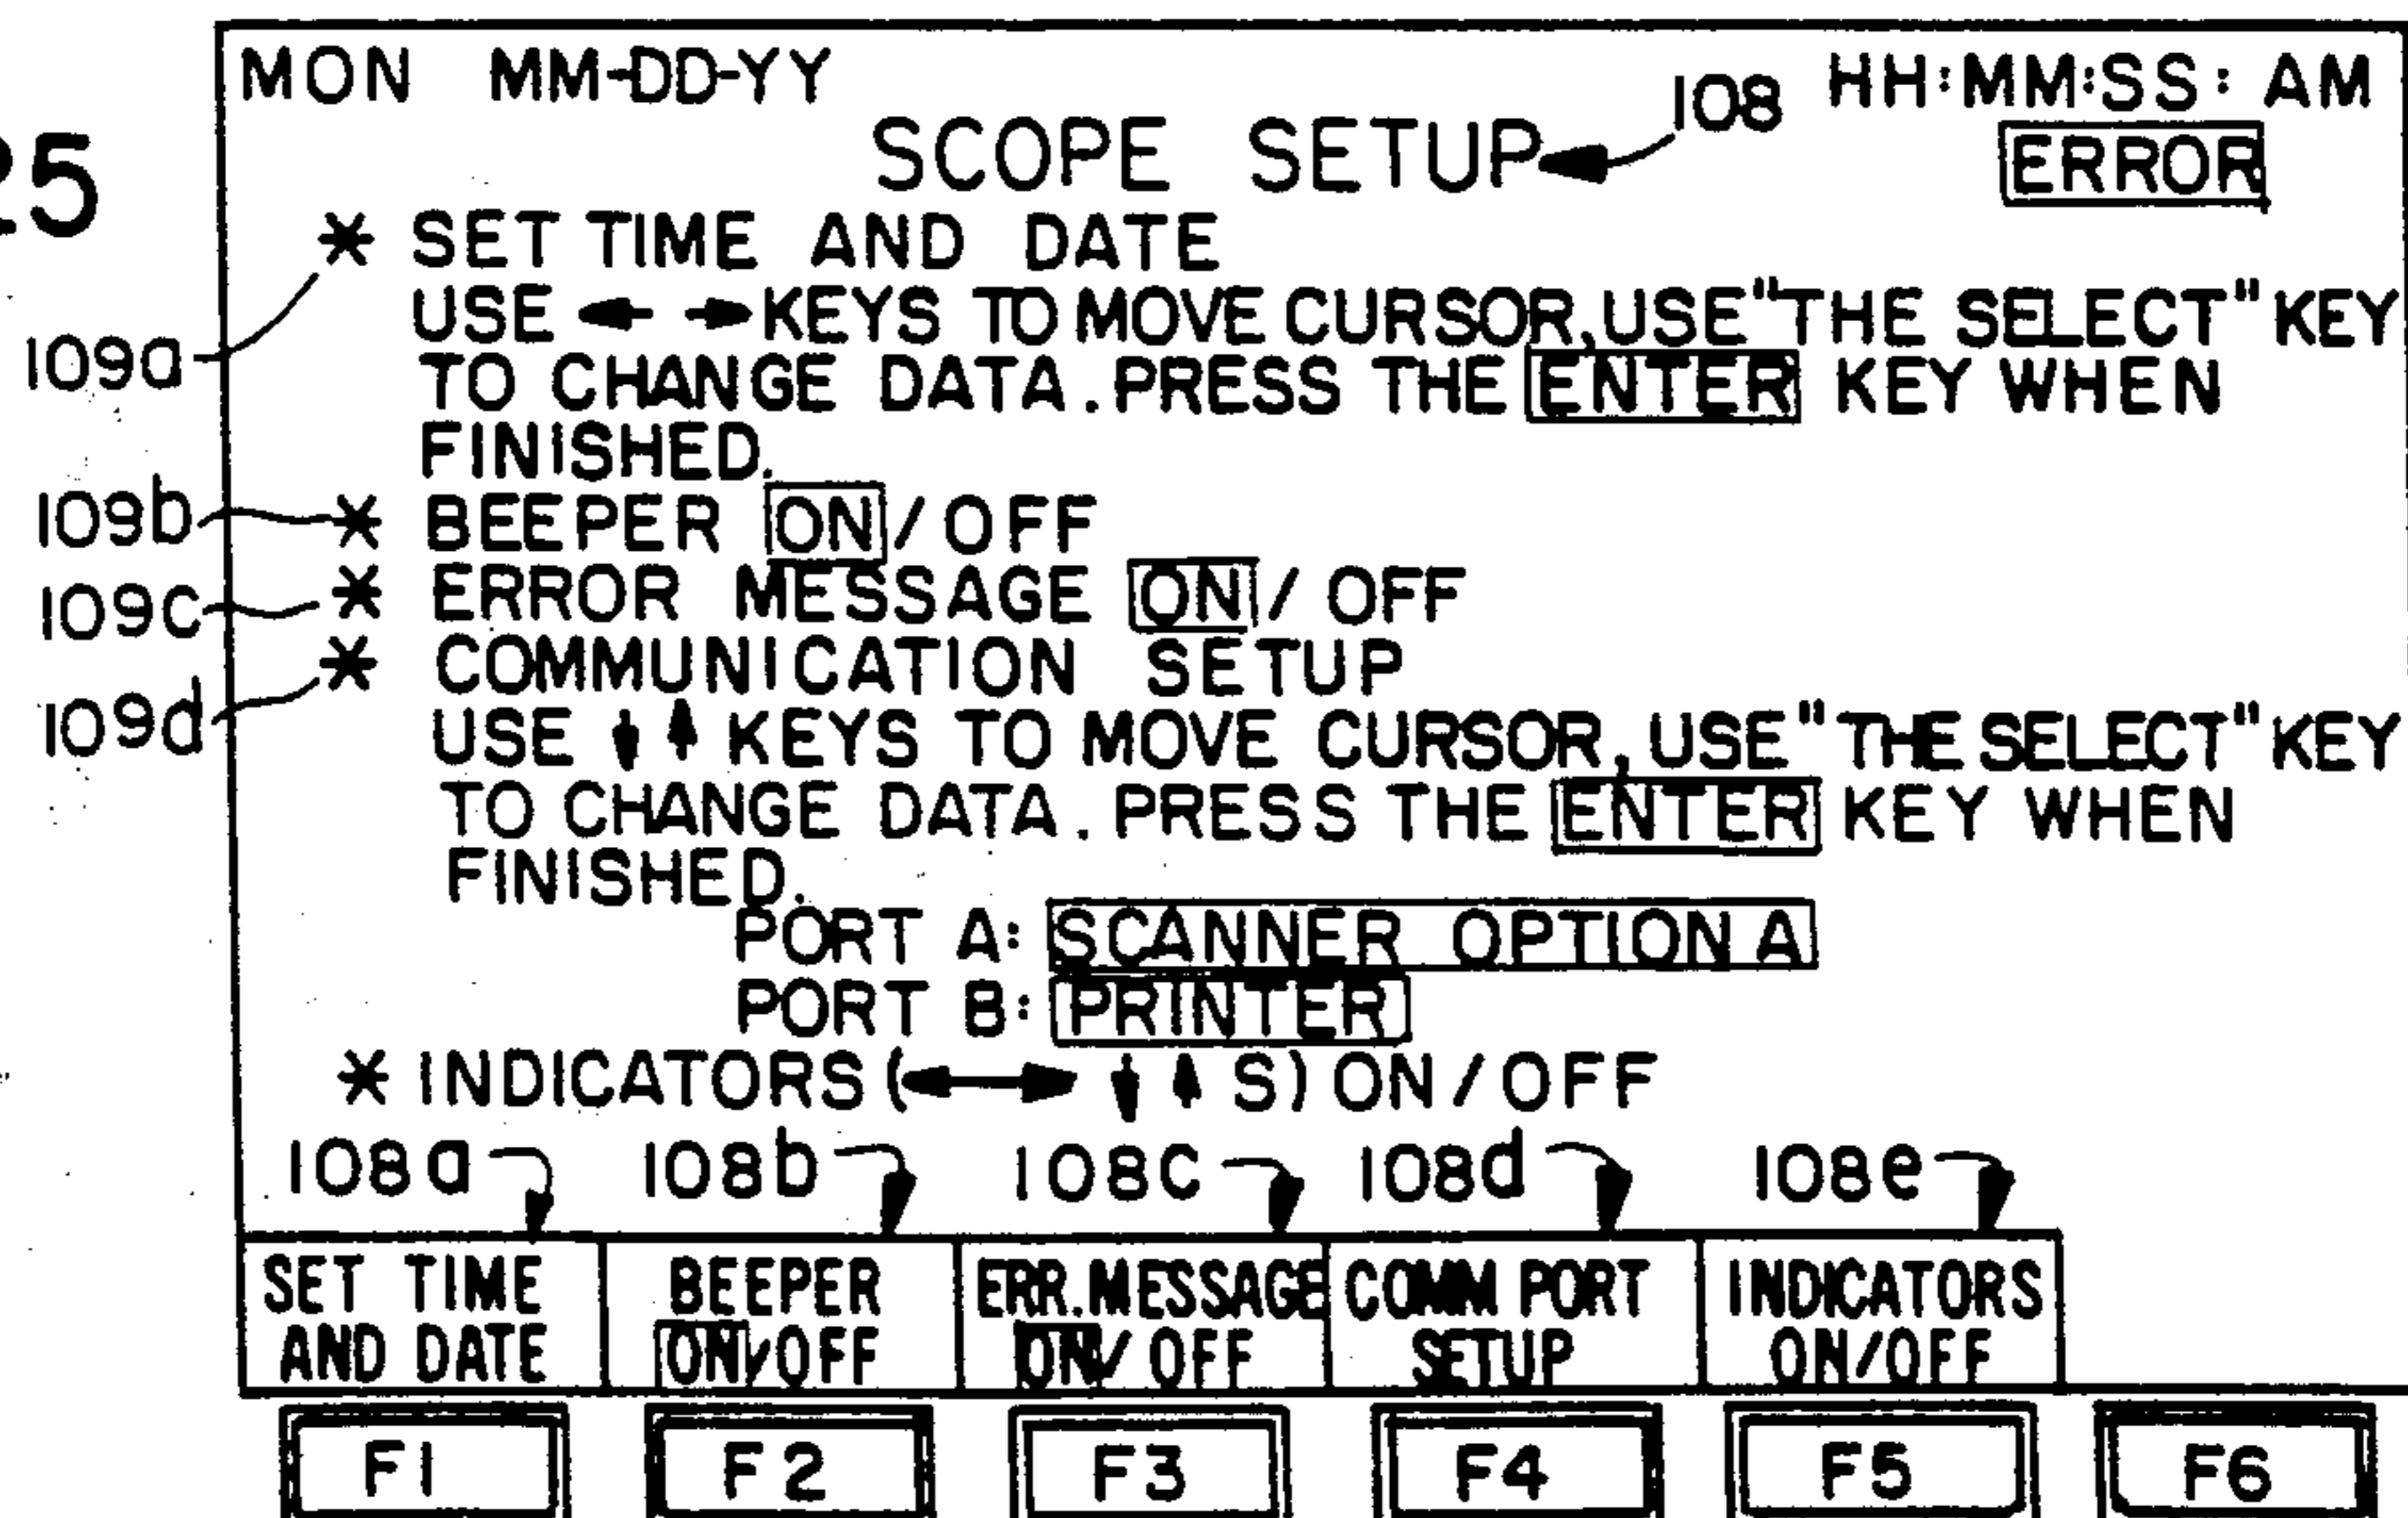 MON MM-DD-YY HH:MM:SS: AM
108
SCOPE SETUP ERROR
25
* SET TIME AND DATE
109a
USE ← → KEYS TO MOVE CURSOR, USE "THE SELECT" KEY
TO CHANGE DATA. PRESS THE ENTER KEY WHEN
FINISHED.
109b * BEEPER ON/OFF
109c * ERROR MESSAGE ON/OFF
109d * COMMUNICATION SETUP
USE ↓ ↑ KEYS TO MOVE CURSOR, USE "THE SELECT" KEY
TO CHANGE DATA. PRESS THE ENTER KEY WHEN
FINISHED.
PORT A: SCANNER OPTION A
PORT B: PRINTER
* INDICATORS (←→ ↓ ↑ S) ON/OFF
108a 108b 108c 108d 108e
SET TIME
AND DATE
BEEPER
ON/OFF
ERR. MESSAGE
ON/OFF
COMM PORT
SETUP
INDICATORS
ON/OFF
F1 F2 F3 F4 F5 F6